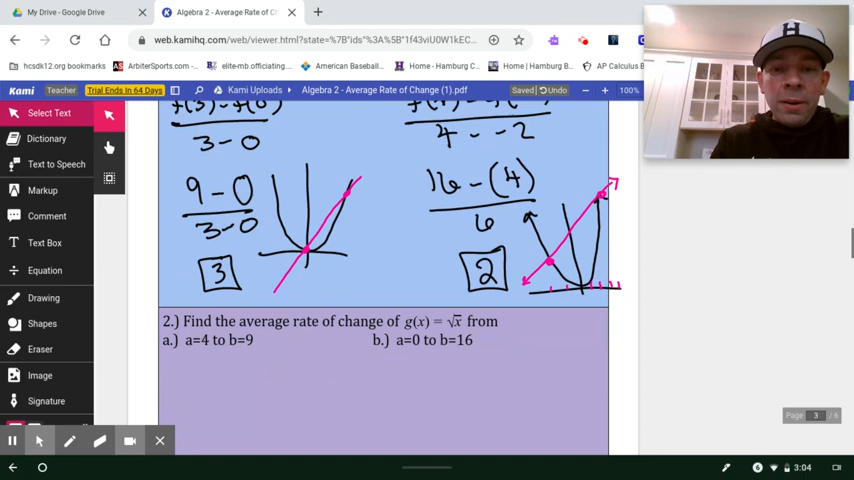 My Drive - Google Drive
Algebra 2 - Average Rate of Ch
web.kamihq.com/web/viewer.html?state=%7B"ids"%3A%5B"1f43viU0W1kEC...
hcsdk12.org bookmarks
ArbiterSports.com -...
elite-mb.officiating...
American Baseball...
Home - Hamburg C...
Home | Hamburg B...
AP Calculus B
Kami
Teacher
Trial Ends In 64 Days
Kami Uploads
Algebra 2 - Average Rate of Change (1).pdf
Saved
Undo
100%
H
Select Text
Dictionary
Text to Speech
Markup
Comment
Text Box
Equation
Drawing
Shapes
Eraser
Image
Signature
f(3) - f(0)
3 - 0
4 - -2
9 - 0
3 - 0
3
16 - (4)
6
2
2.) Find the average rate of change of g(x) = √x from
a.) a=4 to b=9
b.) a=0 to b=16
Page 3 / 6
6
3:04